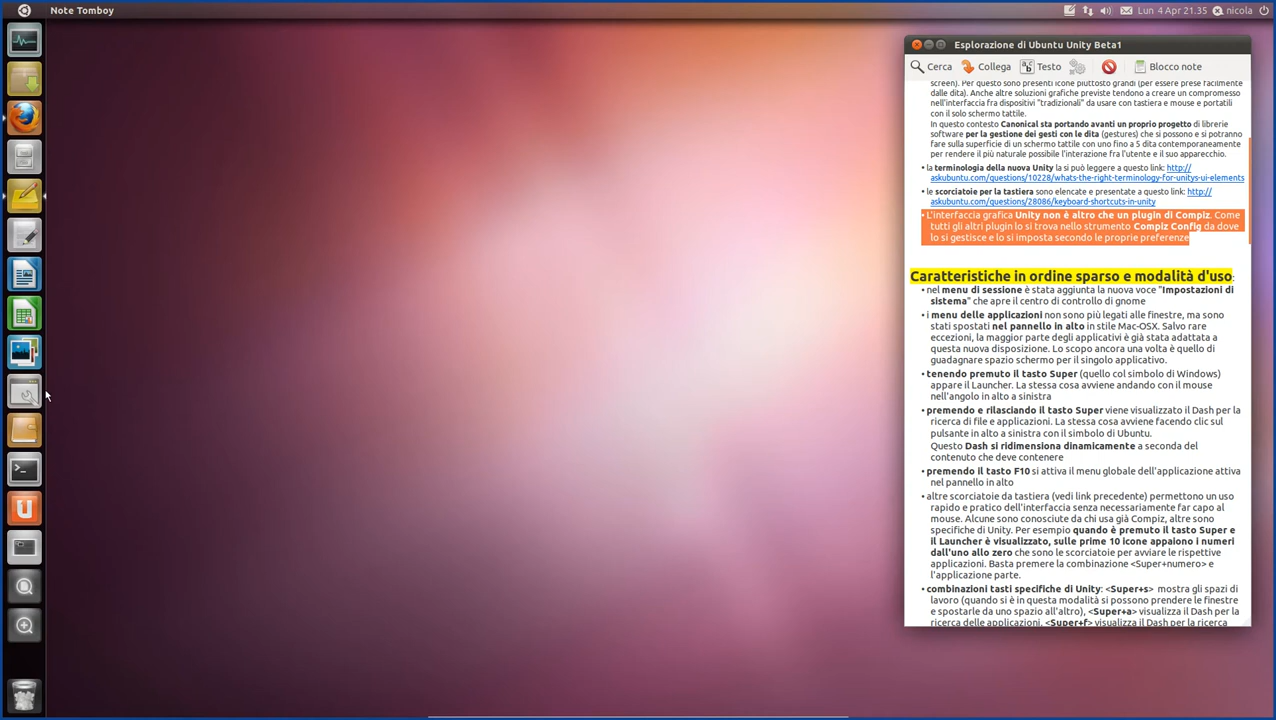 Note Tomboy
Lun 4 Apr 21.35
nicola
Esplorazione di Ubuntu Unity Beta1
Cerca
Collega
Testo
Blocco note
screen). Per questo sono presenti icone piuttosto grandi (per essere prese facilmente
dalle dita). Anche altre soluzioni grafiche previste tendono a creare un compromesso
nell'interfaccia fra dispositivi "tradizionali" da usare con tastiera e mouse e portatili
con il solo schermo tattile.
In questo contesto Canonical sta portando avanti un proprio progetto di librerie
software per la gestione dei gesti con le dita (gestures) che si possono e si potranno
fare sulla superficie di un schermo tattile con uno fino a 5 dita contemporaneamente
per rendere il più naturale possibile l'interazione fra l'utente e il suo apparecchio.
• la terminologia della nuova Unity la si può leggere a questo link: http://
askubuntu.com/questions/10228/whats-the-right-terminology-for-unitys-ui-elements
• le scorciatoie per la tastiera sono elencate e presentate a questo link: http://
askubuntu.com/questions/28086/keyboard-shortcuts-in-unity
• L'interfaccia grafica Unity non è altro che un plugin di Compiz. Come
tutti gli altri plugin lo si trova nello strumento Compiz Config da dove
lo si gestisce e lo si imposta secondo le proprie preferenze
Caratteristiche in ordine sparso e modalità d'uso:
• nel menu di sessione è stata aggiunta la nuova voce "Impostazioni di
sistema" che apre il centro di controllo di gnome
• i menu delle applicazioni non sono più legati alle finestre, ma sono
stati spostati nel pannello in alto in stile Mac-OSX. Salvo rare
eccezioni, la maggior parte degli applicativi è già stata adattata a
questa nuova disposizione. Lo scopo ancora una volta è quello di
guadagnare spazio schermo per il singolo applicativo.
• tenendo premuto il tasto Super (quello col simbolo di Windows)
appare il Launcher. La stessa cosa avviene andando con il mouse
nell'angolo in alto a sinistra
• premendo e rilasciando il tasto Super viene visualizzato il Dash per la
ricerca di file e applicazioni. La stessa cosa avviene facendo clic sul
pulsante in alto a sinistra con il simbolo di Ubuntu.
Questo Dash si ridimensiona dinamicamente a seconda del
contenuto che deve contenere
• premendo il tasto F10 si attiva il menu globale dell'applicazione attiva
nel pannello in alto
• altre scorciatoie da tastiera (vedi link precedente) permettono un uso
rapido e pratico dell'interfaccia senza necessariamente far capo al
mouse. Alcune sono conosciute da chi usa già Compiz, altre sono
specifiche di Unity. Per esempio quando è premuto il tasto Super e
il Launcher è visualizzato, sulle prime 10 icone appaiono i numeri
dall'uno allo zero che sono le scorciatoie per avviare le rispettive
applicazioni. Basta premere la combinazione <Super+numero> e
l'applicazione parte.
• combinazioni tasti specifiche di Unity: <Super+s> mostra gli spazi di
lavoro (quando si è in questa modalità si possono prendere le finestre
e spostarle da uno spazio all'altro), <Super+a> visualizza il Dash per la
ricerca delle applicazioni, <Super+f> visualizza il Dash per la ricerca